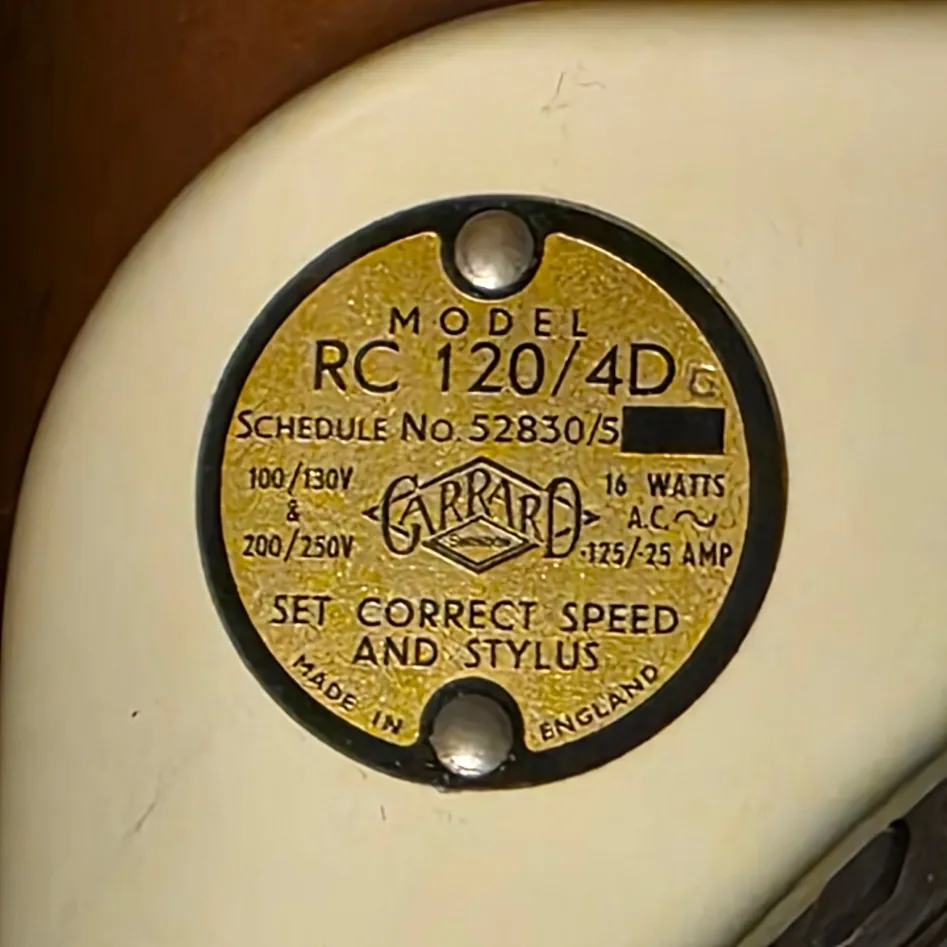 MODEL
RC 120/4D G
SCHEDULE No. 52830/5
100/130V
&
200/250V
GARRARD
SWINDON
16 WATTS
A.C. ~
·125/·25 AMP
SET CORRECT SPEED
AND STYLUS
MADE IN ENGLAND